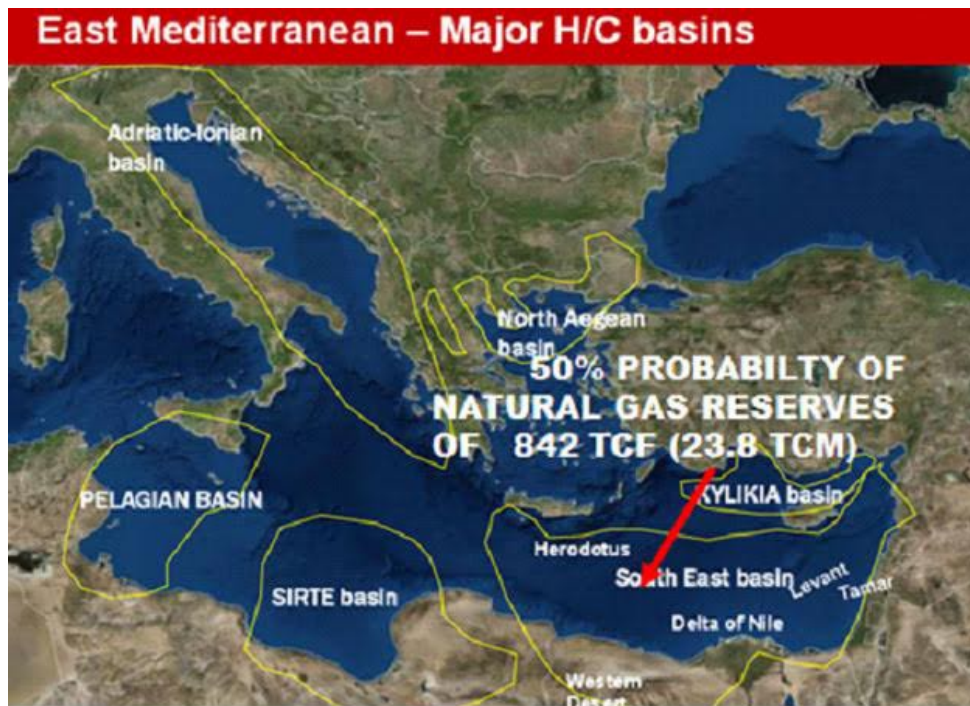 East Mediterranean – Major H/C basins
Adriatic-Ionian
basin
North Aegean
basin
50% PROBABILTY OF
NATURAL GAS RESERVES
OF 842 TCF (23.8 TCM)
PELAGIAN BASIN
KYLIKIA basin
Herodotus
South East basin
Levant
Tamar
SIRTE basin
Delta of Nile
Western
Desert